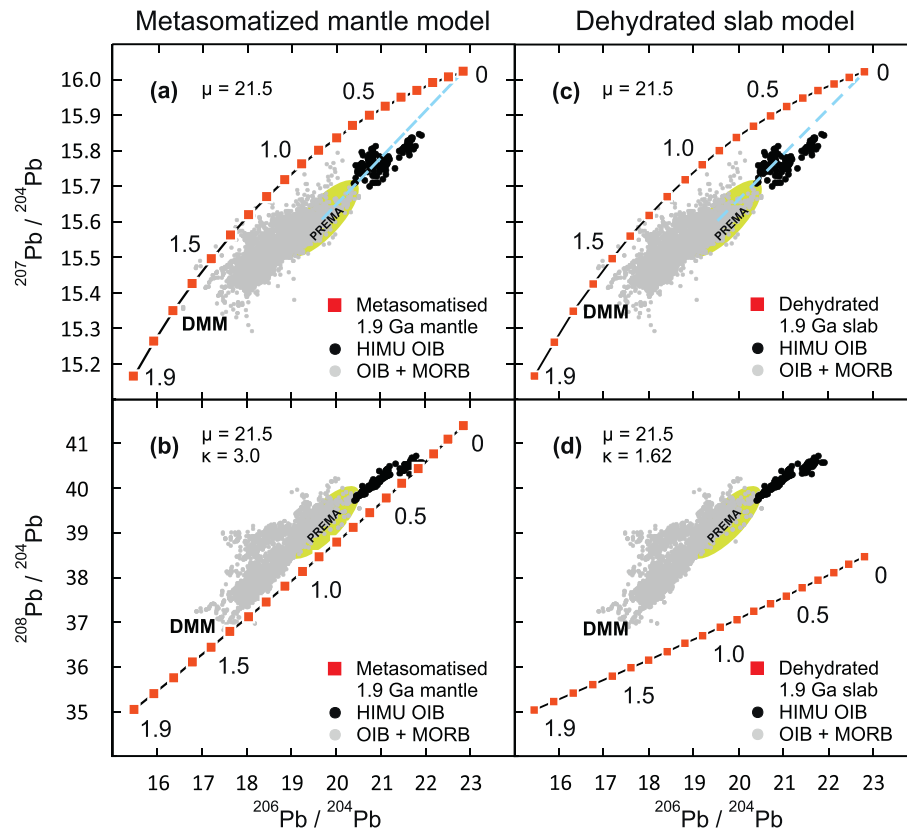 Metasomatized mantle model
Dehydrated slab model
16.0
15.9
15.8
15.7
15.6
15.5
15.4
15.3
15.2
207Pb / 204Pb
(a)
μ = 21.5
0
0.5
1.0
1.5
1.9
PREMA
DMM
Metasomatised
1.9 Ga mantle
HIMU OIB
OIB + MORB
(c)
μ = 21.5
0
0.5
1.0
1.5
1.9
PREMA
DMM
Dehydrated
1.9 Ga slab
HIMU OIB
OIB + MORB
41
40
39
38
37
36
35
208Pb / 204Pb
(b)
μ = 21.5
κ = 3.0
0
0.5
1.0
1.5
1.9
PREMA
DMM
Metasomatised
1.9 Ga mantle
HIMU OIB
OIB + MORB
16 17 18 19 20 21 22 23
206Pb / 204Pb
(d)
μ = 21.5
κ = 1.62
0
0.5
1.0
1.5
1.9
PREMA
DMM
Dehydrated
1.9 Ga slab
HIMU OIB
OIB + MORB
16 17 18 19 20 21 22 23
206Pb / 204Pb